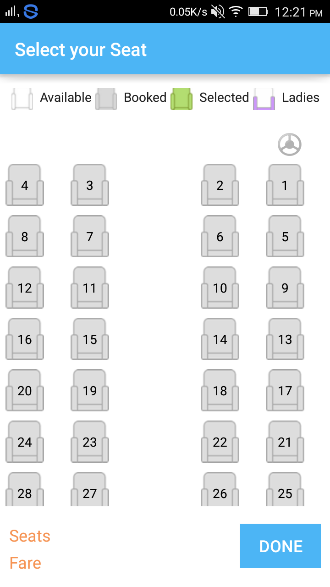 0.05K/s 12:21 PM
Select your Seat
Available Booked Selected Ladies
4 3 2 1
8 7 6 5
12 11 10 9
16 15 14 13
20 19 18 17
24 23 22 21
28 27 26 25
Seats
Fare
DONE